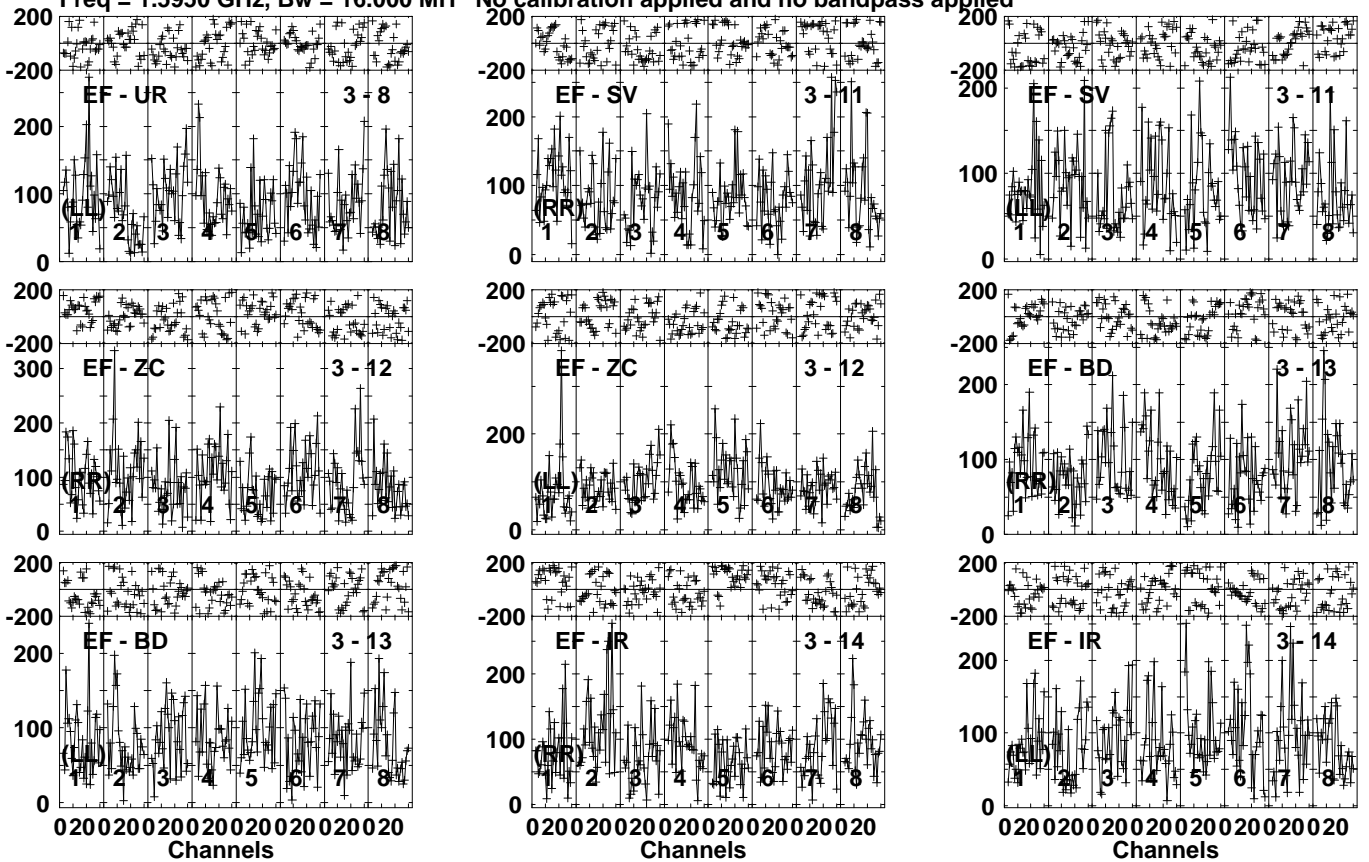 Freq = 1.5950 GHz, Bw = 16.000 MH No calibration applied and no bandpass applied
200 200 200
-200 -200 -200
EF - UR 3 - 8 EF - SV 3 - 11 EF - SV 3 - 11
200 200 200
100 100 100
(LL) (RR) (LL)
1 2 3 4 5 6 7 8 1 2 3 4 5 6 7 8 1 2 3 4 5 6 7 8
0 0 0
200 200 200
-200 -200 -200
300 EF - ZC 3 - 12 EF - ZC 3 - 12 EF - BD 3 - 13
200 200 200
100 100
(RR) (LL) (RR)
1 2 3 4 5 6 7 8 1 2 3 4 5 6 7 8 1 2 3 4 5 6 7 8
0 0 0
200 200 200
-200 -200 -200
EF - BD 3 - 13 EF - IR 3 - 14 EF - IR 3 - 14
200 200 200
100 100 100
(LL) (RR) (LL)
1 2 3 4 5 6 7 8 1 2 3 4 5 6 7 8 1 2 3 4 5 6 7 8
0 0 0
0 20 0 20 0 20 0 20 0 20 0 20 0 20 0 20 0 20 0 20 0 20 0 20 0 20 0 20 0 20 0 20 0 20 0 20 0 20 0 20 0 20 0 20 0 20 0 20
Channels Channels Channels